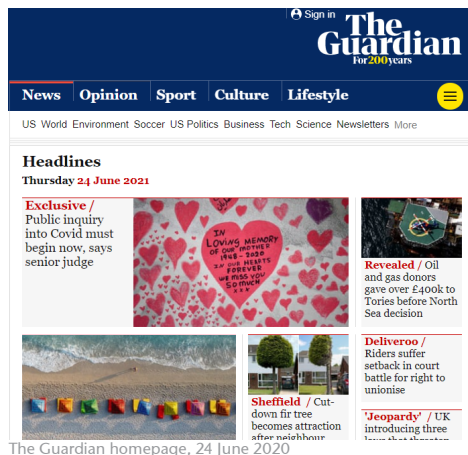 Sign in
The
Guardian
For 200 years
News
Opinion
Sport
Culture
Lifestyle
US World Environment Soccer US Politics Business Tech Science Newsletters More
Headlines
Thursday 24 June 2021
Exclusive /
Public inquiry
into Covid must
begin now, says
senior judge
IN
LOVING MEMORY
OF OUR MOTHER
1948 - 2020
IN OUR HEARTS
FOREVER
WE MISS YOU
SO MUCH
x x x
Revealed / Oil
and gas donors
gave over £400k to
Tories before North
Sea decision
Sheffield / Cut-
down fir tree
becomes attraction
after neighbour
Deliveroo /
Riders suffer
setback in court
battle for right to
unionise
'Jeopardy' / UK
introducing three
laws that threaten
The Guardian homepage, 24 June 2020